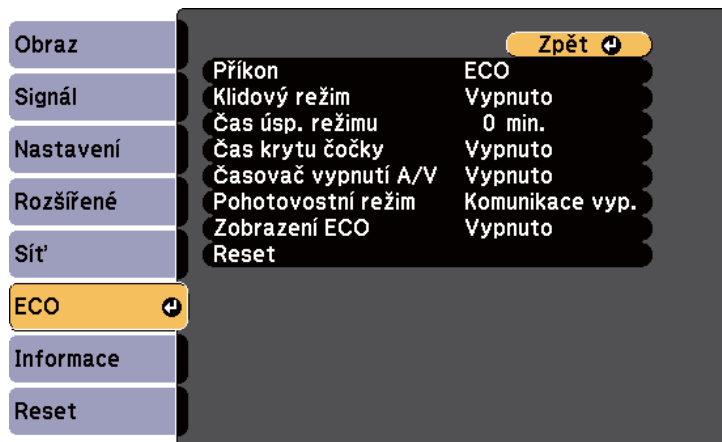 Obraz
Signál
Nastavení
Rozšířené
Síť
ECO
Informace
Reset
Zpět
Příkon ECO
Klidový režim Vypnuto
Čas úsp. režimu 0 min.
Čas krytu čočky Vypnuto
Časovač vypnutí A/V Vypnuto
Pohotovostní režim Komunikace vyp.
Zobrazení ECO Vypnuto
Reset